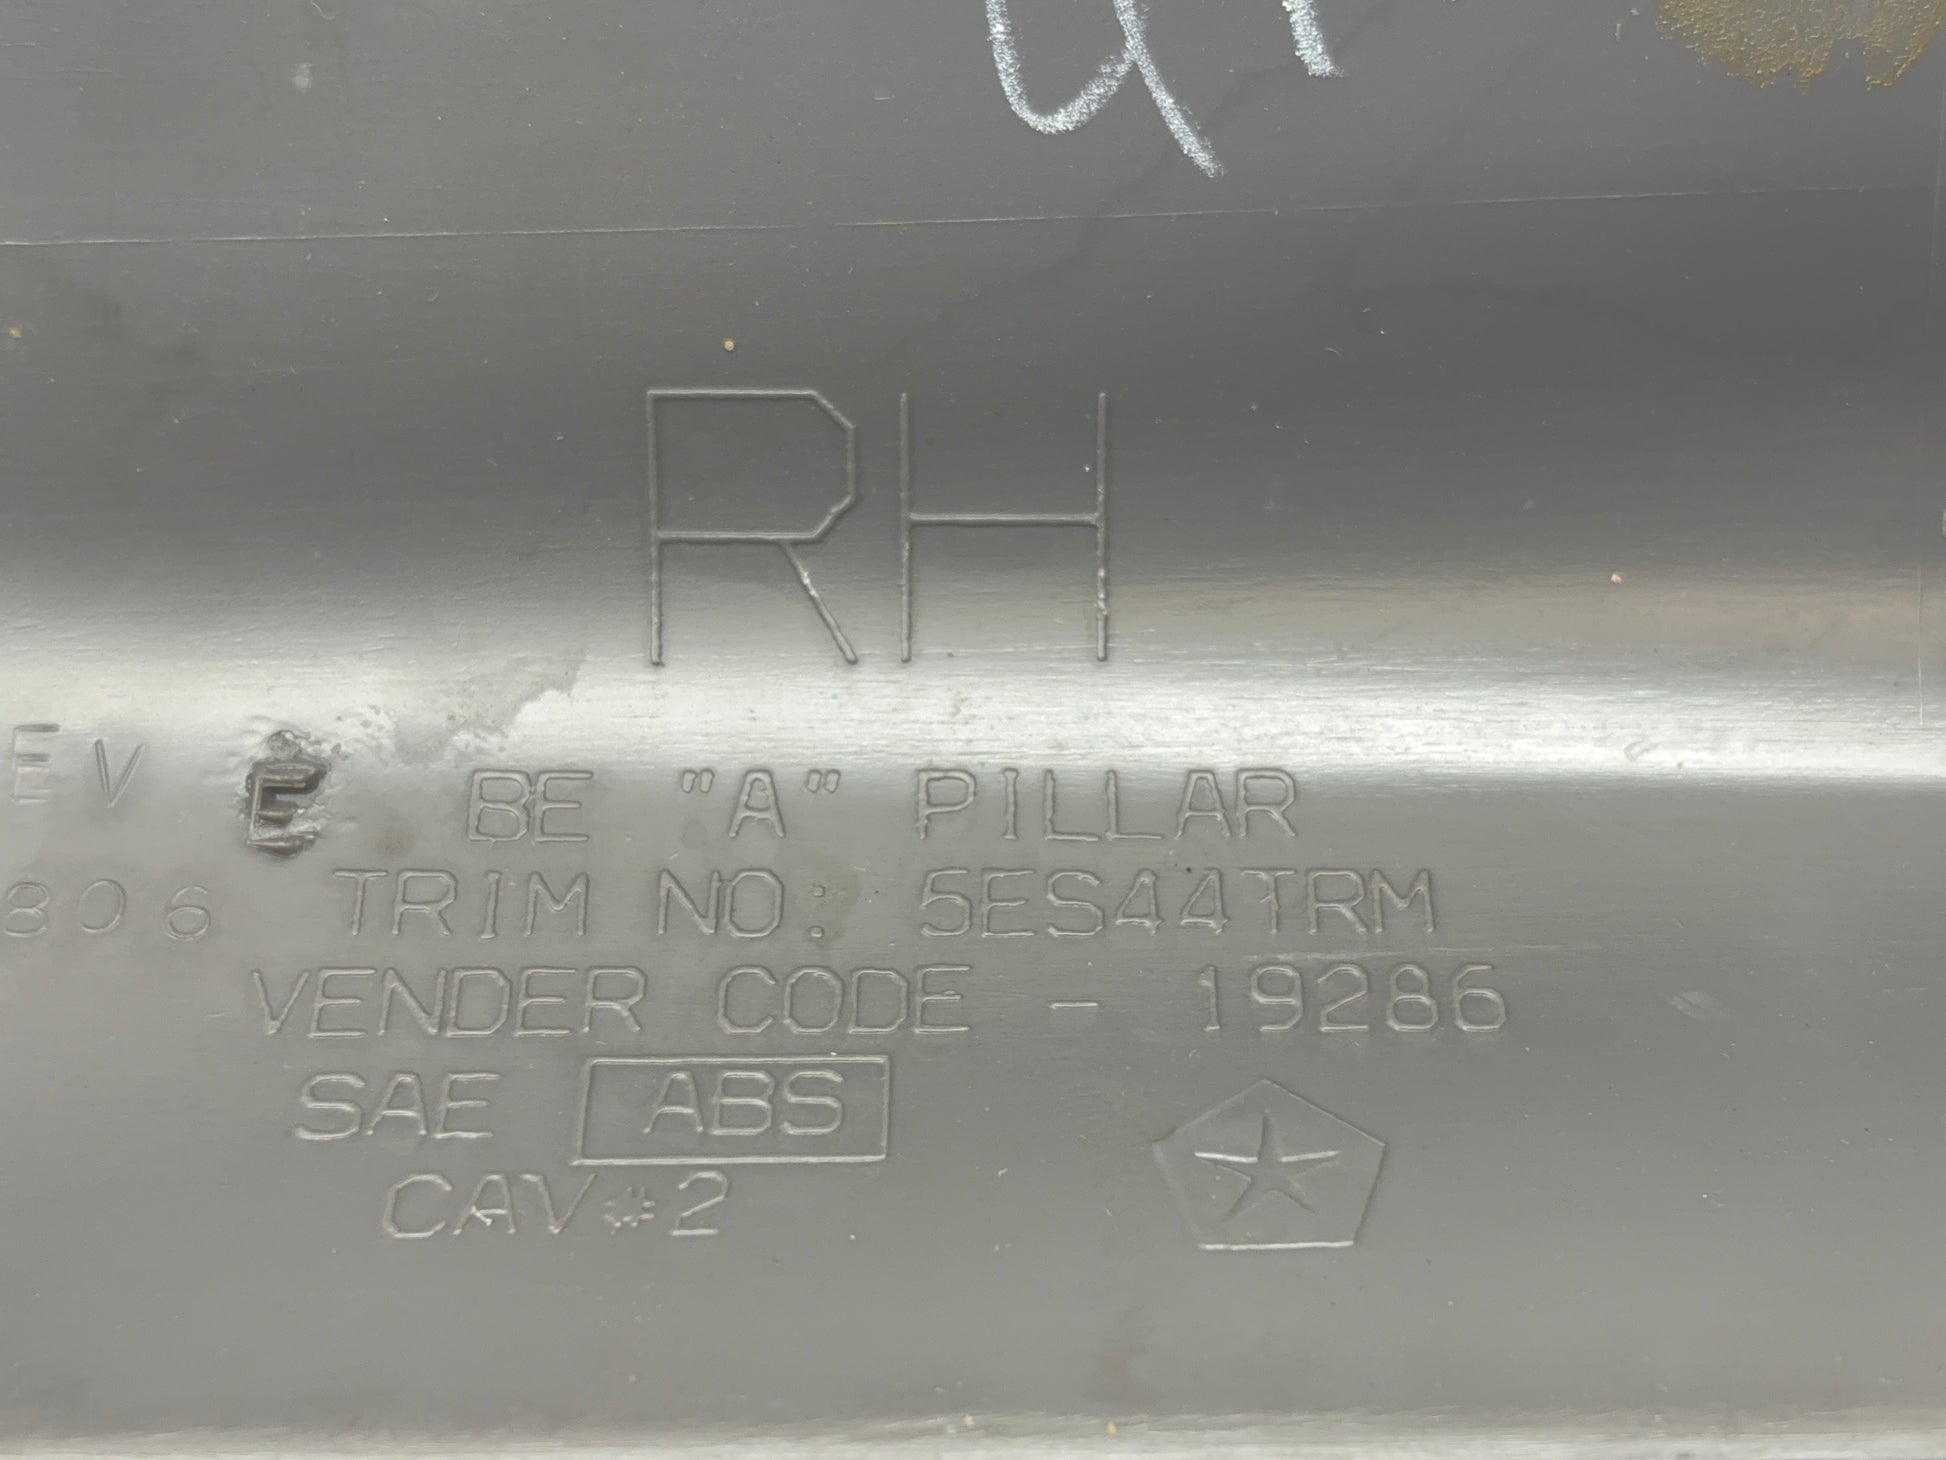 RH
EV E BE "A" PILLAR
806 TRIM NO: 5ES44TRM
VENDER CODE - 19286
SAE ABS
CAV#2